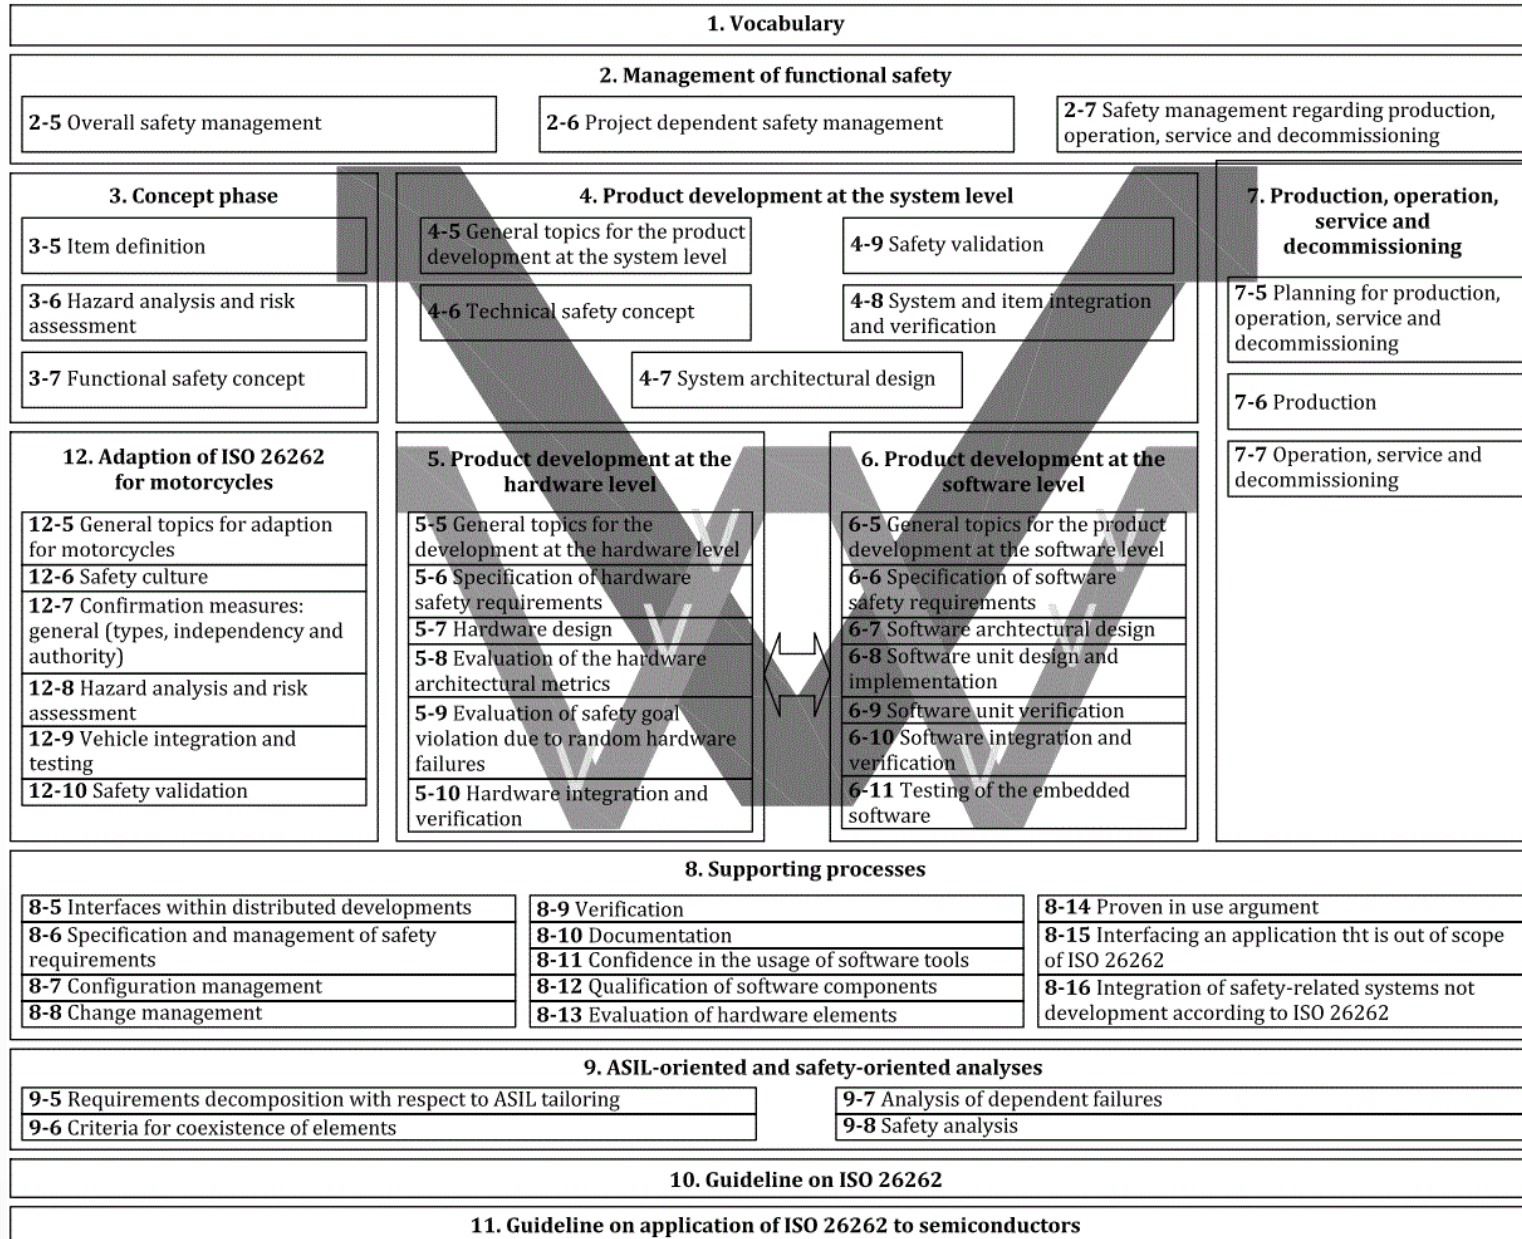 1. Vocabulary
2. Management of functional safety
2-5 Overall safety management
2-6 Project dependent safety management
2-7 Safety management regarding production,
operation, service and decommissioning
3. Concept phase
3-5 Item definition
3-6 Hazard analysis and risk
assessment
3-7 Functional safety concept
4. Product development at the system level
4-5 General topics for the product
development at the system level
4-6 Technical safety concept
4-7 System architectural design
4-9 Safety validation
4-8 System and item integration
and verification
7. Production, operation,
service and
decommissioning
7-5 Planning for production,
operation, service and
decommissioning
7-6 Production
7-7 Operation, service and
decommissioning
12. Adaption of ISO 26262
for motorcycles
12-5 General topics for adaption
for motorcycles
12-6 Safety culture
12-7 Confirmation measures:
general (types, independency and
authority)
12-8 Hazard analysis and risk
assessment
12-9 Vehicle integration and
testing
12-10 Safety validation
5. Product development at the
hardware level
5-5 General topics for the
development at the hardware level
5-6 Specification of hardware
safety requirements
5-7 Hardware design
5-8 Evaluation of the hardware
architectural metrics
5-9 Evaluation of safety goal
violation due to random hardware
failures
5-10 Hardware integration and
verification
6. Product development at the
software level
6-5 General topics for the product
development at the software level
6-6 Specification of software
safety requirements
6-7 Software archtectural design
6-8 Software unit design and
implementation
6-9 Software unit verification
6-10 Software integration and
verification
6-11 Testing of the embedded
software
8. Supporting processes
8-5 Interfaces within distributed developments
8-6 Specification and management of safety
requirements
8-7 Configuration management
8-8 Change management
8-9 Verification
8-10 Documentation
8-11 Confidence in the usage of software tools
8-12 Qualification of software components
8-13 Evaluation of hardware elements
8-14 Proven in use argument
8-15 Interfacing an application tht is out of scope
of ISO 26262
8-16 Integration of safety-related systems not
development according to ISO 26262
9. ASIL-oriented and safety-oriented analyses
9-5 Requirements decomposition with respect to ASIL tailoring
9-6 Criteria for coexistence of elements
9-7 Analysis of dependent failures
9-8 Safety analysis
10. Guideline on ISO 26262
11. Guideline on application of ISO 26262 to semiconductors